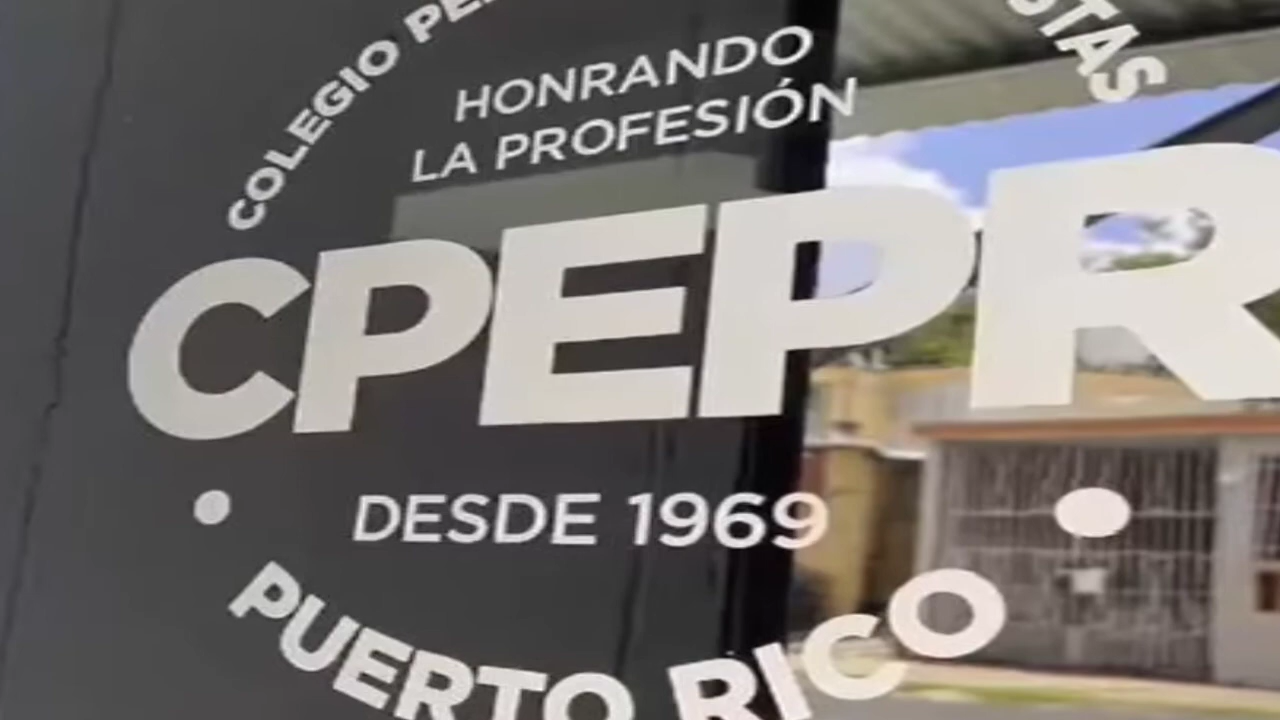 COLEGIO
HONRANDO
LA PROFESIÓN
CPEPR
DESDE 1969
PUERTO RICO